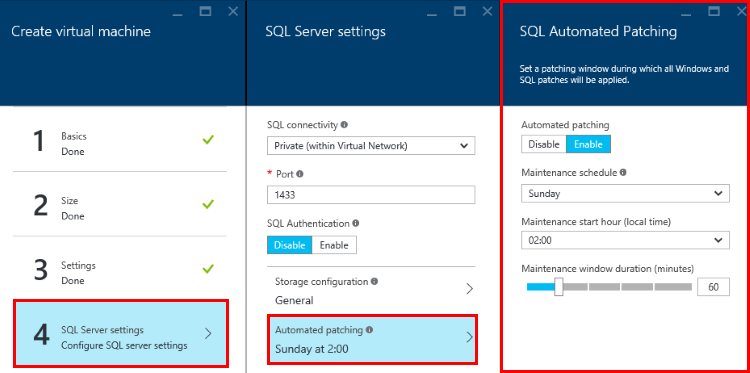 Create virtual machine
1
Basics
Done
2
Size
Done
3
Settings
Done
4
SQL Server settings
Configure SQL server settings
SQL Server settings
SQL connectivity
Private (within Virtual Network)
* Port
1433
SQL Authentication
Disable Enable
Storage configuration
General
Automated patching
Sunday at 2:00
SQL Automated Patching
Set a patching window during which all Windows and
SQL patches will be applied.
Automated patching
Disable Enable
Maintenance schedule
Sunday
Maintenance start hour (local time)
02:00
Maintenance window duration (minutes)
60